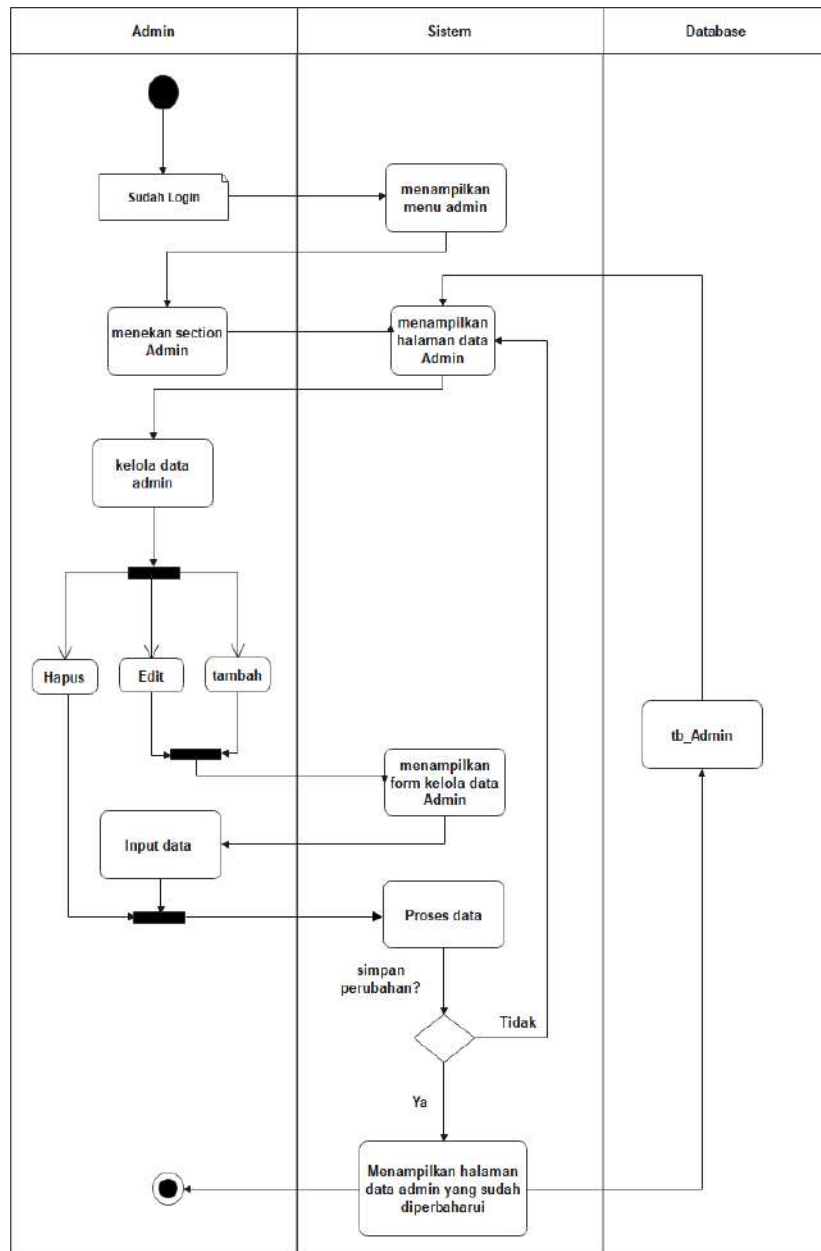 Admin
Sistem
Database
Sudah Login
menampilkan
menu admin
menekan section
Admin
menampilkan
halaman data
Admin
kelola data
admin
Hapus
Edit
tambah
tb_Admin
menampilkan
form kelola data
Admin
Input data
Proses data
simpan
perubahan?
Tidak
Ya
Menampilkan halaman
data admin yang sudah
diperbaharui